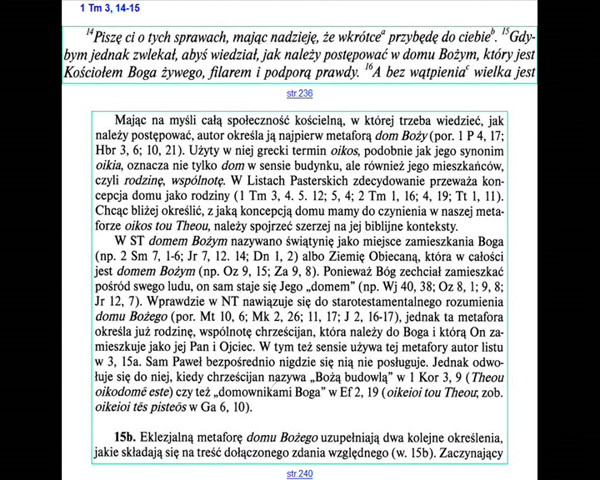 1 Tm 3, 14-15
¹⁴Piszę ci o tych sprawach, mając nadzieję, że wkrótceᵃ przybędę do ciebieᵇ. ¹⁵Gdy-
bym jednak zwlekał, abyś wiedział, jak należy postępować w domu Bożym, który jest
Kościołem Boga żywego, filarem i podporą prawdy. ¹⁶A bez wątpieniaᶜ wielka jest
str.236
Mając na myśli całą społeczność kościelną, w której trzeba wiedzieć, jak
należy postępować, autor określa ją najpierw metaforą dom Boży (por. 1 P 4, 17;
Hbr 3, 6; 10, 21). Użyty w niej grecki termin oikos, podobnie jak jego synonim
oikia, oznacza nie tylko dom w sensie budynku, ale również jego mieszkańców,
czyli rodzinę, wspólnotę. W Listach Pasterskich zdecydowanie przeważa kon-
cepcja domu jako rodziny (1 Tm 3, 4. 5. 12; 5, 4; 2 Tm 1, 16; 4, 19; Tt 1, 11).
Chcąc bliżej określić, z jaką koncepcją domu mamy do czynienia w naszej meta-
forze oikos tou Theou, należy spojrzeć szerzej na jej biblijne konteksty.
W ST domem Bożym nazywano świątynię jako miejsce zamieszkania Boga
(np. 2 Sm 7, 1-6; Jr 7, 12. 14; Dn 1, 2) albo Ziemię Obiecaną, która w całości
jest domem Bożym (np. Oz 9, 15; Za 9, 8). Ponieważ Bóg zechciał zamieszkać
pośród swego ludu, on sam staje się Jego „domem” (np. Wj 40, 38; Oz 8, 1; 9, 8;
Jr 12, 7). Wprawdzie w NT nawiązuje się do starotestamentalnego rozumienia
domu Bożego (por. Mt 10, 6; Mk 2, 26; 11, 17; J 2, 16-17), jednak ta metafora
określa już rodzinę, wspólnotę chrześcijan, która należy do Boga i którą On za-
mieszkuje jako jej Pan i Ojciec. W tym też sensie używa tej metafory autor listu
w 3, 15a. Sam Paweł bezpośrednio nigdzie się nią nie posługuje. Jednak odwo-
łuje się do niej, kiedy chrześcijan nazywa „Bożą budowlą” w 1 Kor 3, 9 (Theou
oikodomē este) czy też „domownikami Boga” w Ef 2, 19 (oikeioi tou Theou; zob.
oikeioi tēs pisteōs w Ga 6, 10).
15b. Eklezjalną metaforę domu Bożego uzupełniają dwa kolejne określenia,
jakie składają się na treść dołączonego zdania względnego (w. 15b). Zaczynający
str.240